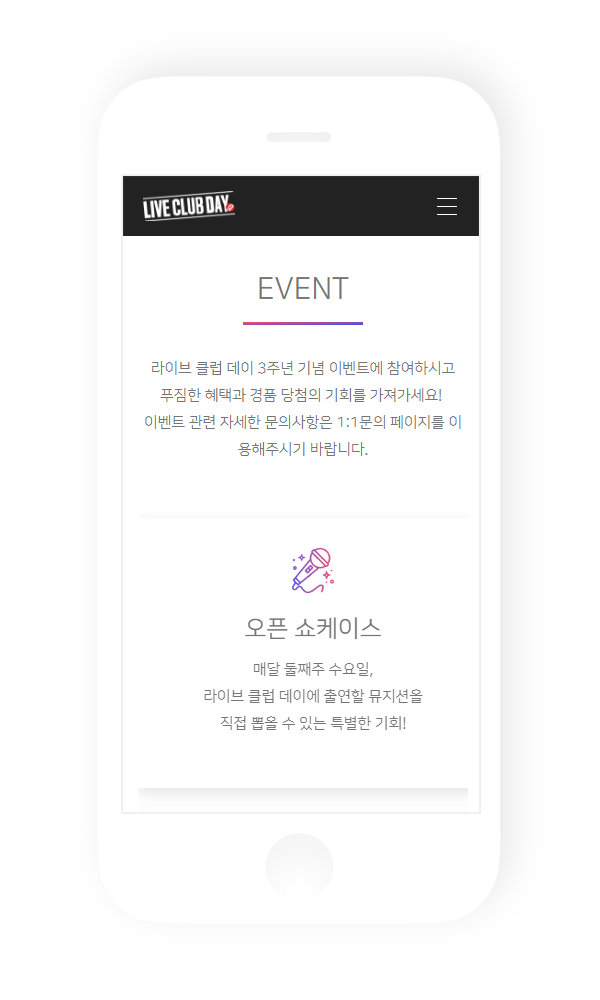 LIVE CLUB DAY
EVENT
라이브 클럽 데이 3주년 기념 이벤트에 참여하시고
푸짐한 혜택과 경품 당첨의 기회를 가져가세요!
이벤트 관련 자세한 문의사항은 1:1문의 페이지를 이
용해주시기 바랍니다.
오픈 쇼케이스
매달 둘째주 수요일,
라이브 클럽 데이에 출연할 뮤지션을
직접 뽑을 수 있는 특별한 기회!